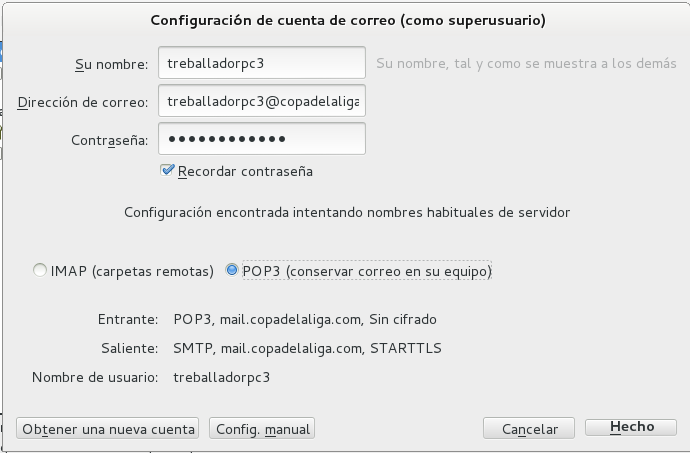 Configuración de cuenta de correo (como superusuario)
Su nombre: treballadorpc3 Su nombre, tal y como se muestra a los demás
Dirección de correo: treballadorpc3@copadelaliga
Contraseña: ●●●●●●●●●●●●
Recordar contraseña
Configuración encontrada intentando nombres habituales de servidor
IMAP (carpetas remotas) POP3 (conservar correo en su equipo)
Entrante: POP3, mail.copadelaliga.com, Sin cifrado
Saliente: SMTP, mail.copadelaliga.com, STARTTLS
Nombre de usuario: treballadorpc3
Obtener una nueva cuenta Config. manual Cancelar Hecho